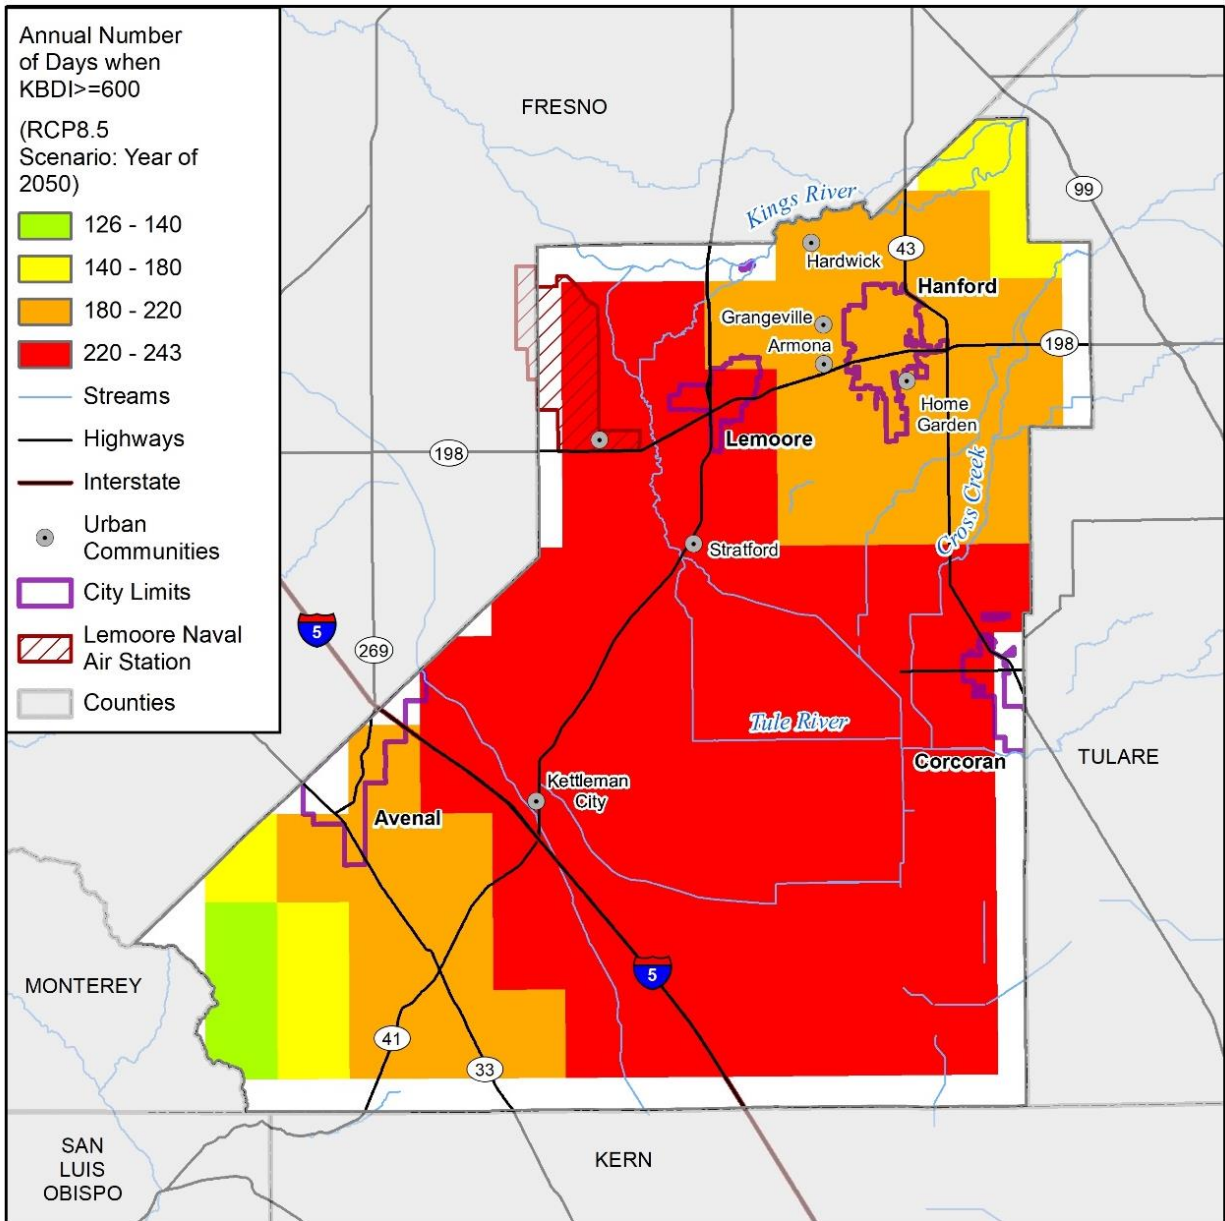 Annual Number
of Days when
KBDI>=600
(RCP8.5
Scenario: Year of
2050)
126 - 140
140 - 180
180 - 220
220 - 243
Streams
Highways
Interstate
Urban
Communities
City Limits
Lemoore Naval
Air Station
Counties
FRESNO
Kings River
99
43
Hardwick
Hanford
Grangeville
Armona
198
Home
Garden
Lemoore
198
Cross Creek
Stratford
5
269
Tule River
Corcoran
TULARE
Kettleman
City
Avenal
MONTEREY
5
41
33
SAN
LUIS
OBISPO
KERN